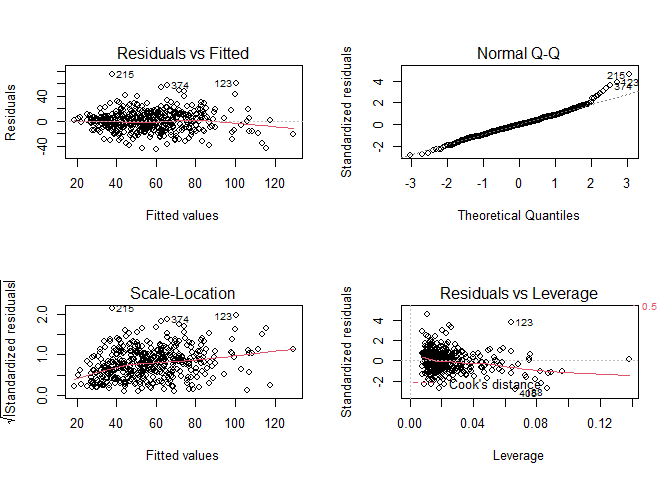 Residuals vs Fitted
Residuals
-40 0 40
215
374
123
20 40 60 80 100 120
Fitted values
Normal Q-Q
Standardized residuals
-2 0 2 4
215
123
374
-3 -2 -1 0 1 2 3
Theoretical Quantiles
Scale-Location
√|Standardized residuals|
0.0 1.0 2.0
215
374
123
20 40 60 80 100 120
Fitted values
Residuals vs Leverage
Standardized residuals
-2 0 2 4
123
0.5
Cook's distance
0.00 0.04 0.08 0.12
Leverage